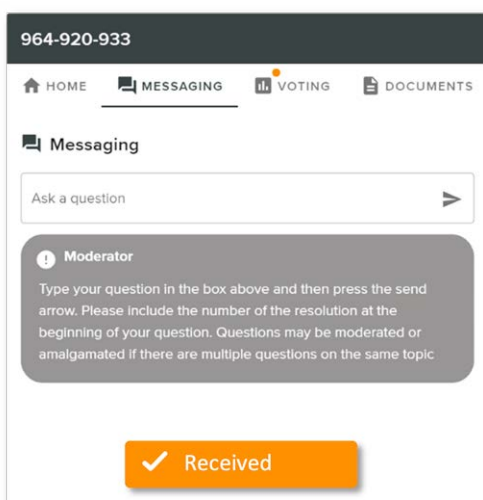 964-920-933
HOME MESSAGING VOTING DOCUMENTS
Messaging
Ask a question
Moderator
Type your question in the box above and then press the send
arrow. Please include the number of the resolution at the
beginning of your question. Questions may be moderated or
amalgamated if there are multiple questions on the same topic
Received